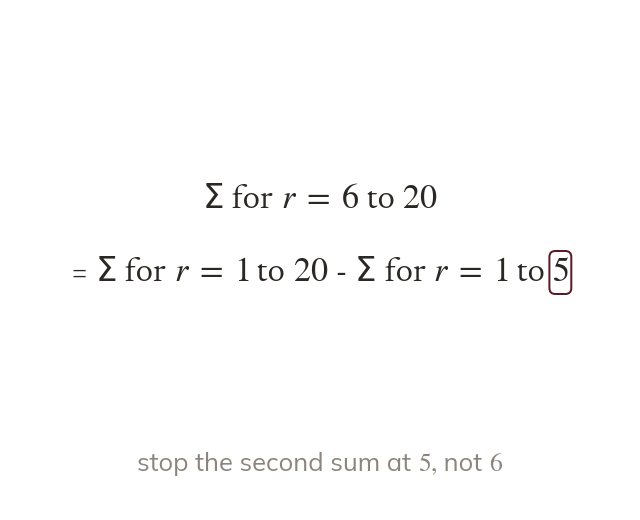 Σ for r = 6 to 20
= Σ for r = 1 to 20 - Σ for r = 1 to 5
stop the second sum at 5, not 6